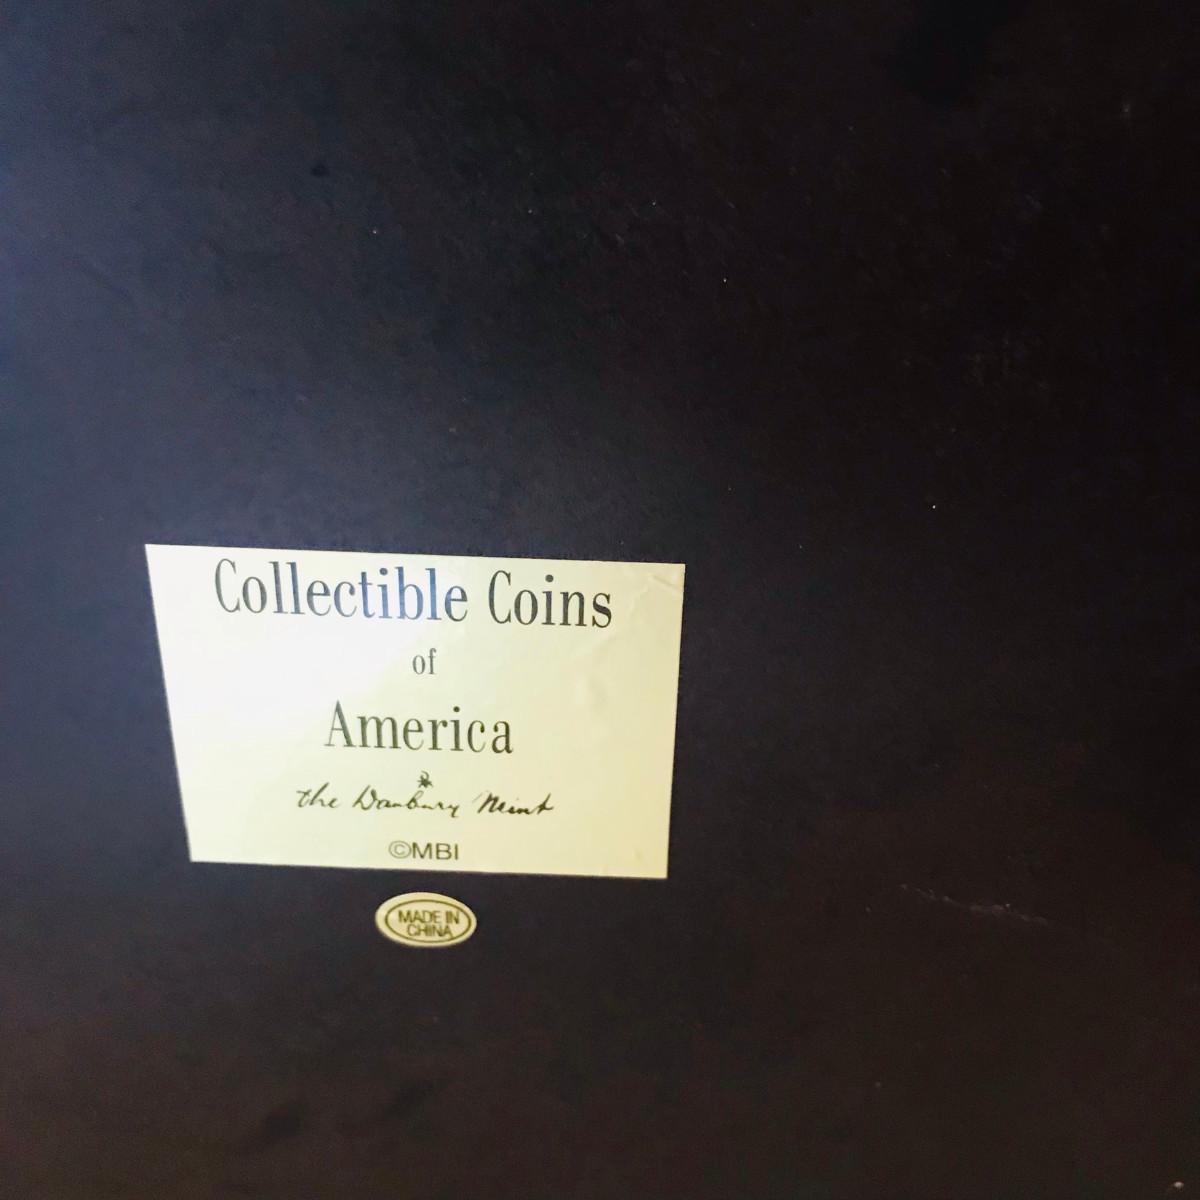 Collectible Coins
of
America
the Danbury Mint
©MBI
MADE IN
CHINA